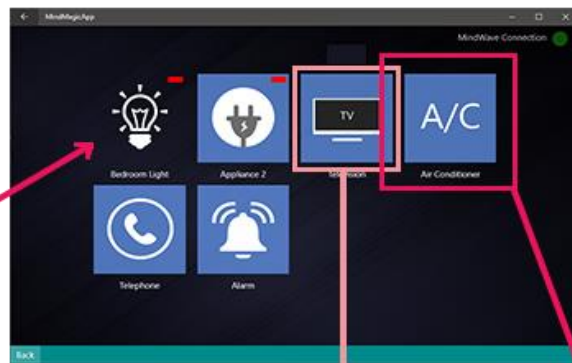 MindMagicApp
MindWave Connection
TV
A/C
Bedroom Light
Appliance 2
Television
Air Conditioner
Telephone
Alarm
Back